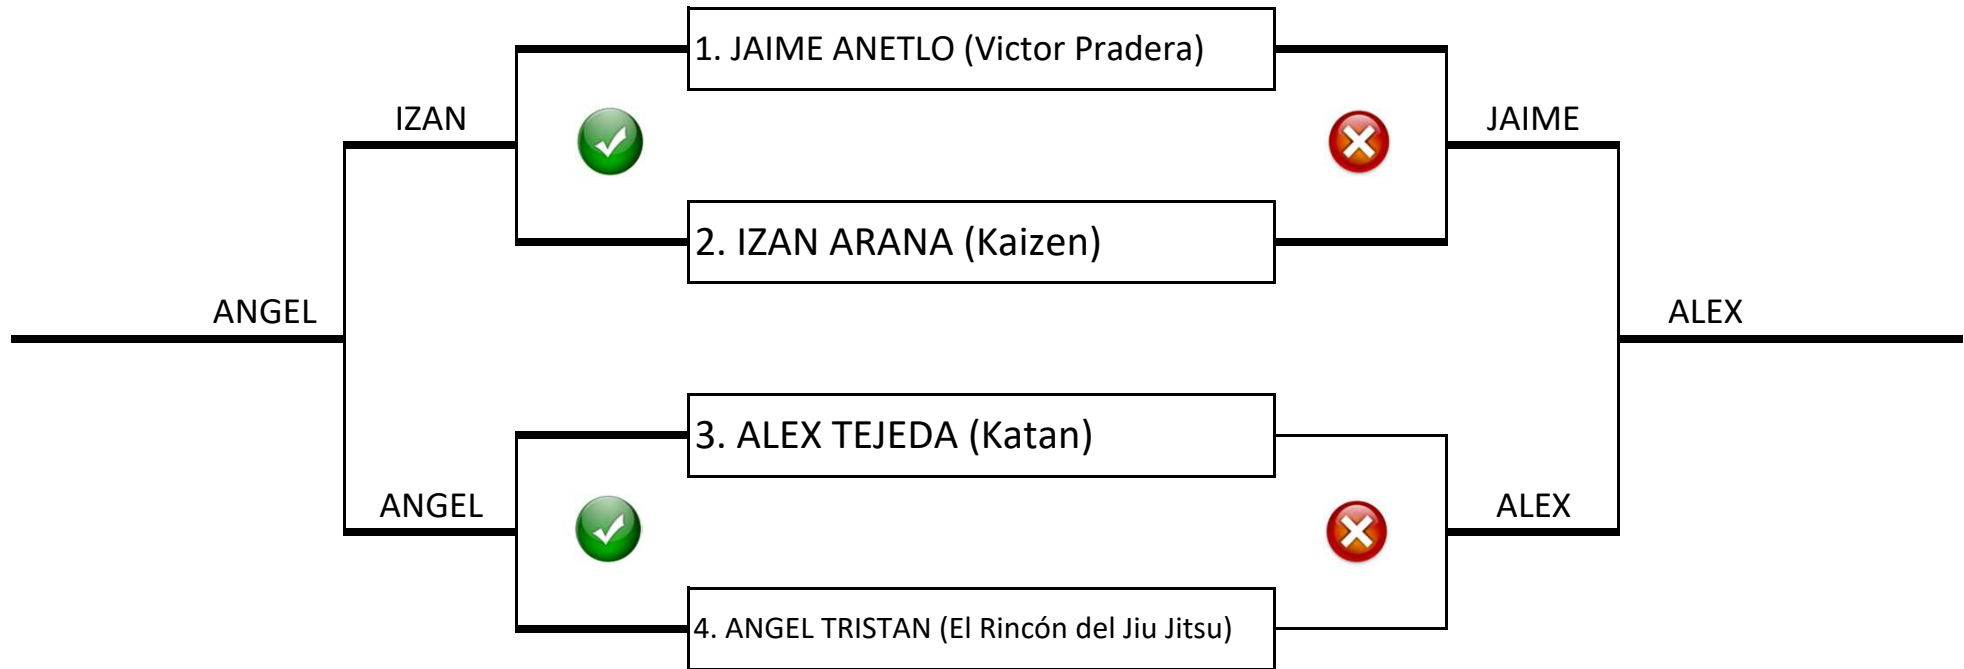 1. JAIME ANETLO (Victor Pradera)
IZAN
JAIME
2. IZAN ARANA (Kaizen)
ANGEL
ALEX
3. ALEX TEJEDA (Katan)
ANGEL
ALEX
4. ANGEL TRISTAN (El Rincón del Jiu Jitsu)